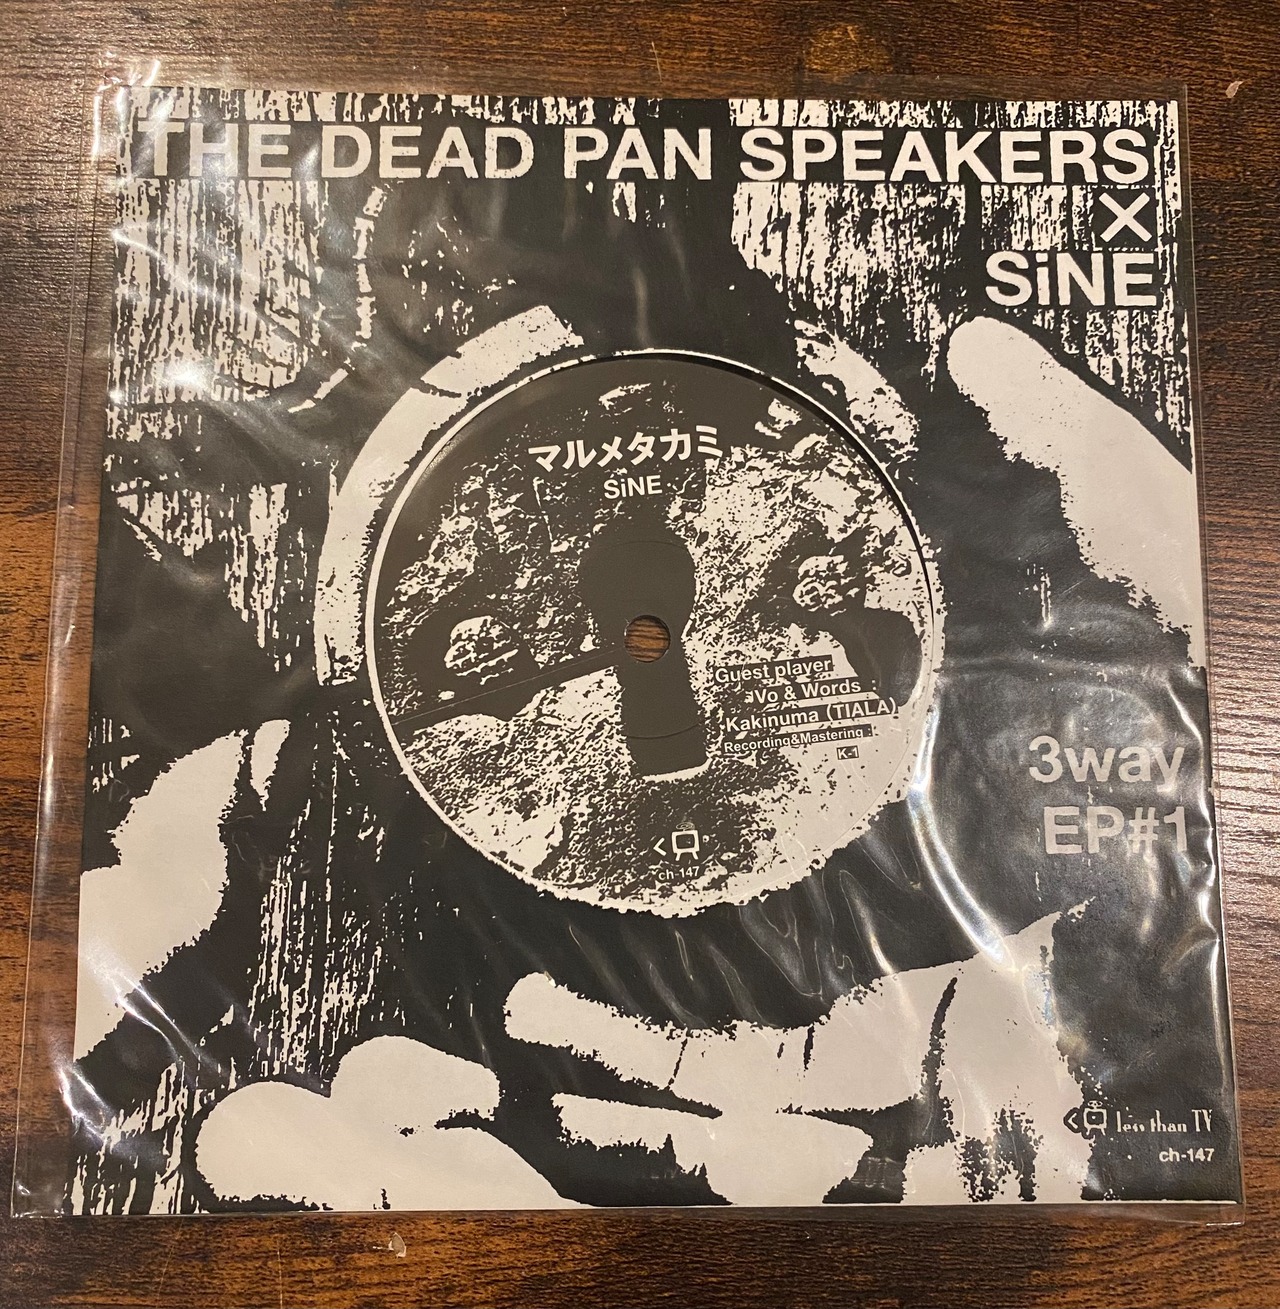 THE DEAD PAN SPEAKERS
X
SiNE
マルメタカミ
SiNE
Guest player
Vo & Words
Kakinuma (TIALA)
Recording&Mastering
K-1
ch-147
3way
EP#1
less than TV
ch-147